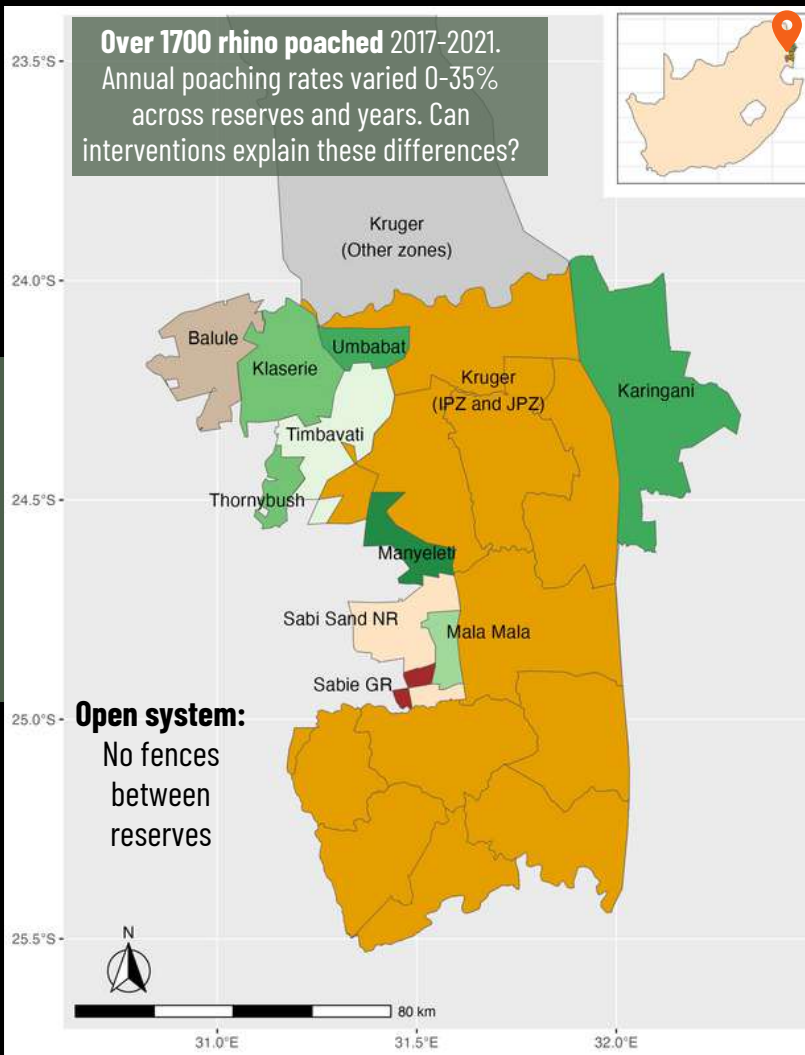 Over 1700 rhino poached 2017-2021.
Annual poaching rates varied 0-35%
across reserves and years. Can
interventions explain these differences?
23.5°S
Kruger
(Other zones)
24.0°S
Balule
Umbabat
Klaserie
Kruger
(IPZ and JPZ)
Karingani
Timbavati
24.5°S
Thornybush
Manyeleti
Sabi Sand NR
Mala Mala
Sabie GR
25.0°S
Open system:
No fences
between
reserves
25.5°S
N
80 km
31.0°E
31.5°E
32.0°E